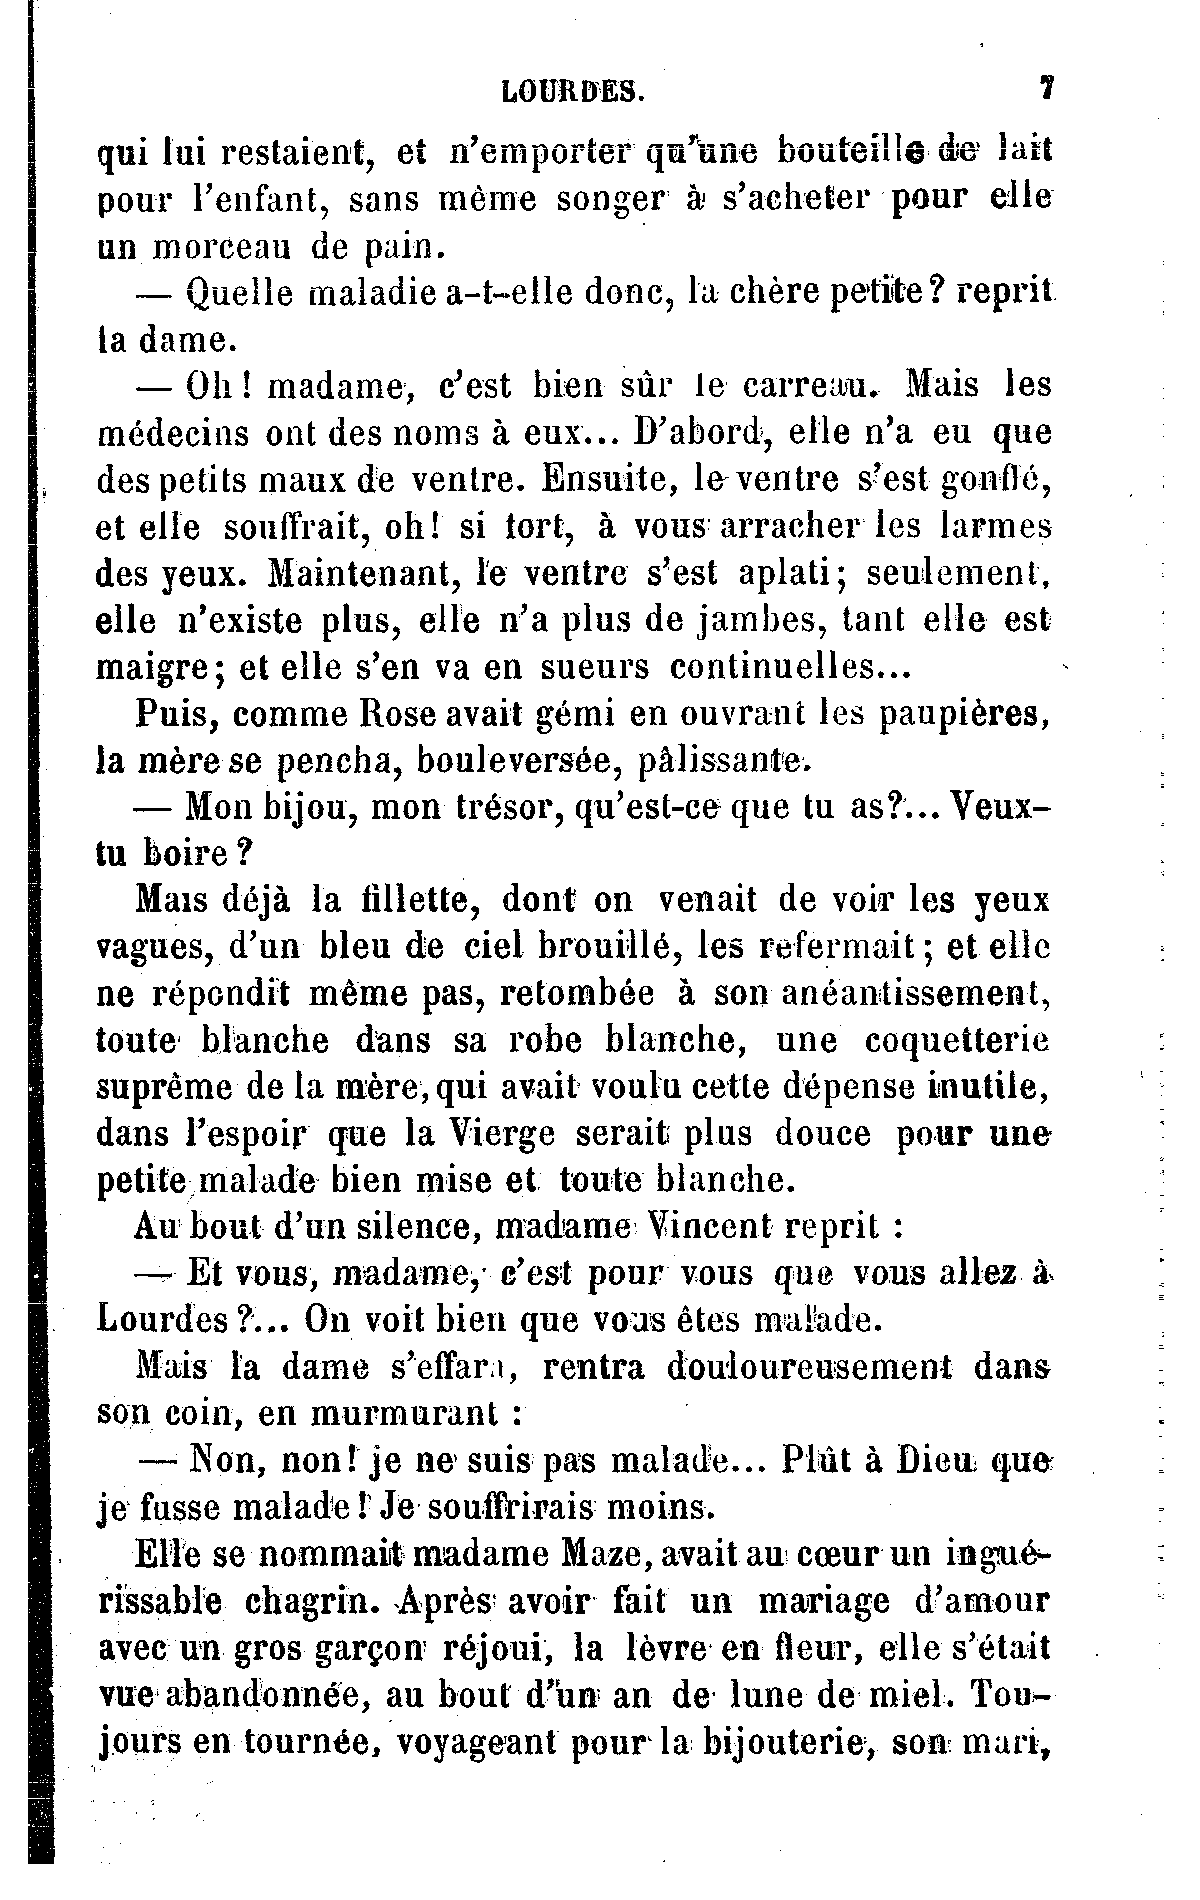 LOURDES. 7
qui lui restaient, et n'emporter qu'une bouteille de lait
pour l'enfant, sans même songer à s'acheter pour elle
un morceau de pain.
— Quelle maladie a-t-elle donc, la chère petite? reprit
la dame.
— Oh! madame, c'est bien sûr le carreau. Mais les
médecins ont des noms à eux... D'abord, elle n'a eu que
des petits maux de ventre. Ensuite, le ventre s'est gonflé,
et elle souffrait, oh! si fort, à vous arracher les larmes
des yeux. Maintenant, le ventre s'est aplati; seulement,
elle n'existe plus, elle n'a plus de jambes, tant elle est
maigre; et elle s'en va en sueurs continuelles...
Puis, comme Rose avait gémi en ouvrant les paupières,
la mère se pencha, bouleversée, pâlissante.
— Mon bijou, mon trésor, qu'est-ce que tu as?... Veux-
tu boire?
Mais déjà la fillette, dont on venait de voir les yeux
vagues, d'un bleu de ciel brouillé, les refermait; et elle
ne répondit même pas, retombée à son anéantissement,
toute blanche dans sa robe blanche, une coquetterie
suprême de la mère, qui avait voulu cette dépense inutile,
dans l'espoir que la Vierge serait plus douce pour une
petite malade bien mise et toute blanche.
Au bout d'un silence, madame Vincent reprit :
— Et vous, madame, c'est pour vous que vous allez à
Lourdes?... On voit bien que vous êtes malade.
Mais la dame s'effara, rentra douloureusement dans
son coin, en murmurant :
— Non, non! je ne suis pas malade... Plût à Dieu que
je fusse malade! Je souffrirais moins.
Elle se nommait madame Maze, avait au cœur un ingué-
rissable chagrin. Après avoir fait un mariage d'amour
avec un gros garçon réjoui, la lèvre en fleur, elle s'était
vue abandonnée, au bout d'un an de lune de miel. Tou-
jours en tournée, voyageant pour la bijouterie, son mari,